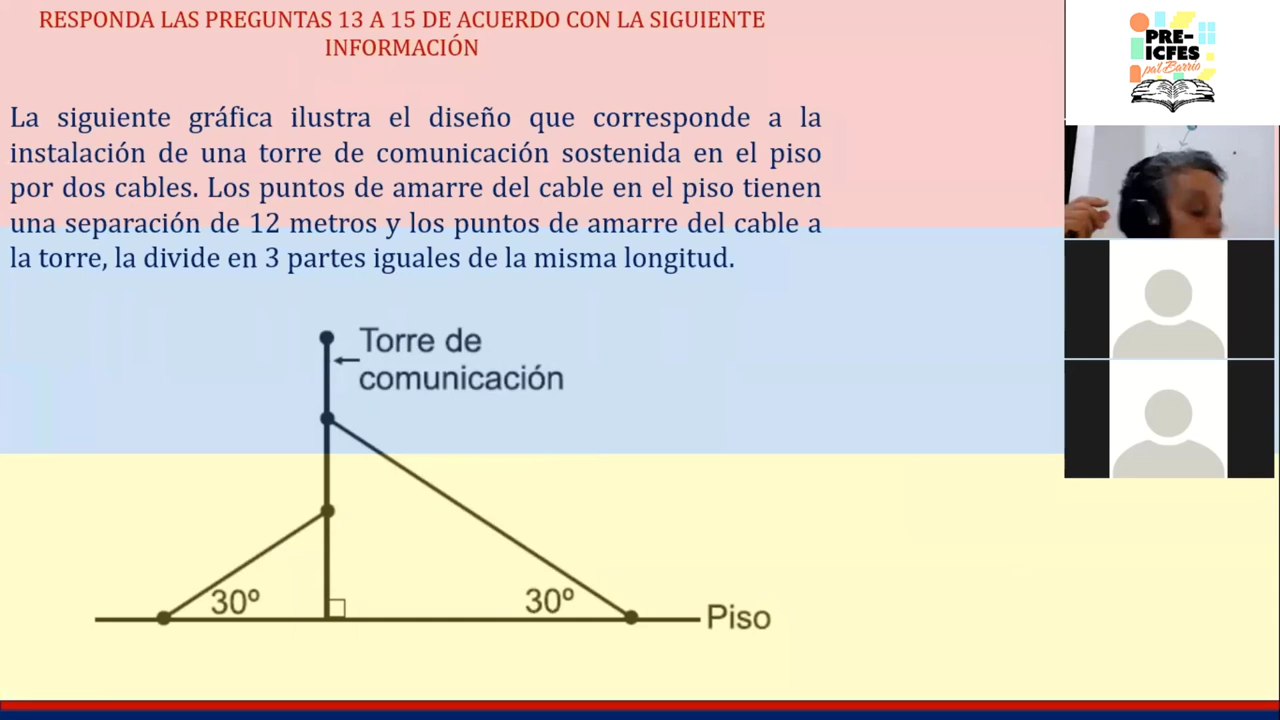 RESPONDA LAS PREGUNTAS 13 A 15 DE ACUERDO CON LA SIGUIENTE
INFORMACIÓN
PRE-
ICFES
pa'l Barrio
La siguiente gráfica ilustra el diseño que corresponde a la
instalación de una torre de comunicación sostenida en el piso
por dos cables. Los puntos de amarre del cable en el piso tienen
una separación de 12 metros y los puntos de amarre del cable a
la torre, la divide en 3 partes iguales de la misma longitud.
Torre de
comunicación
30º
30º
Piso